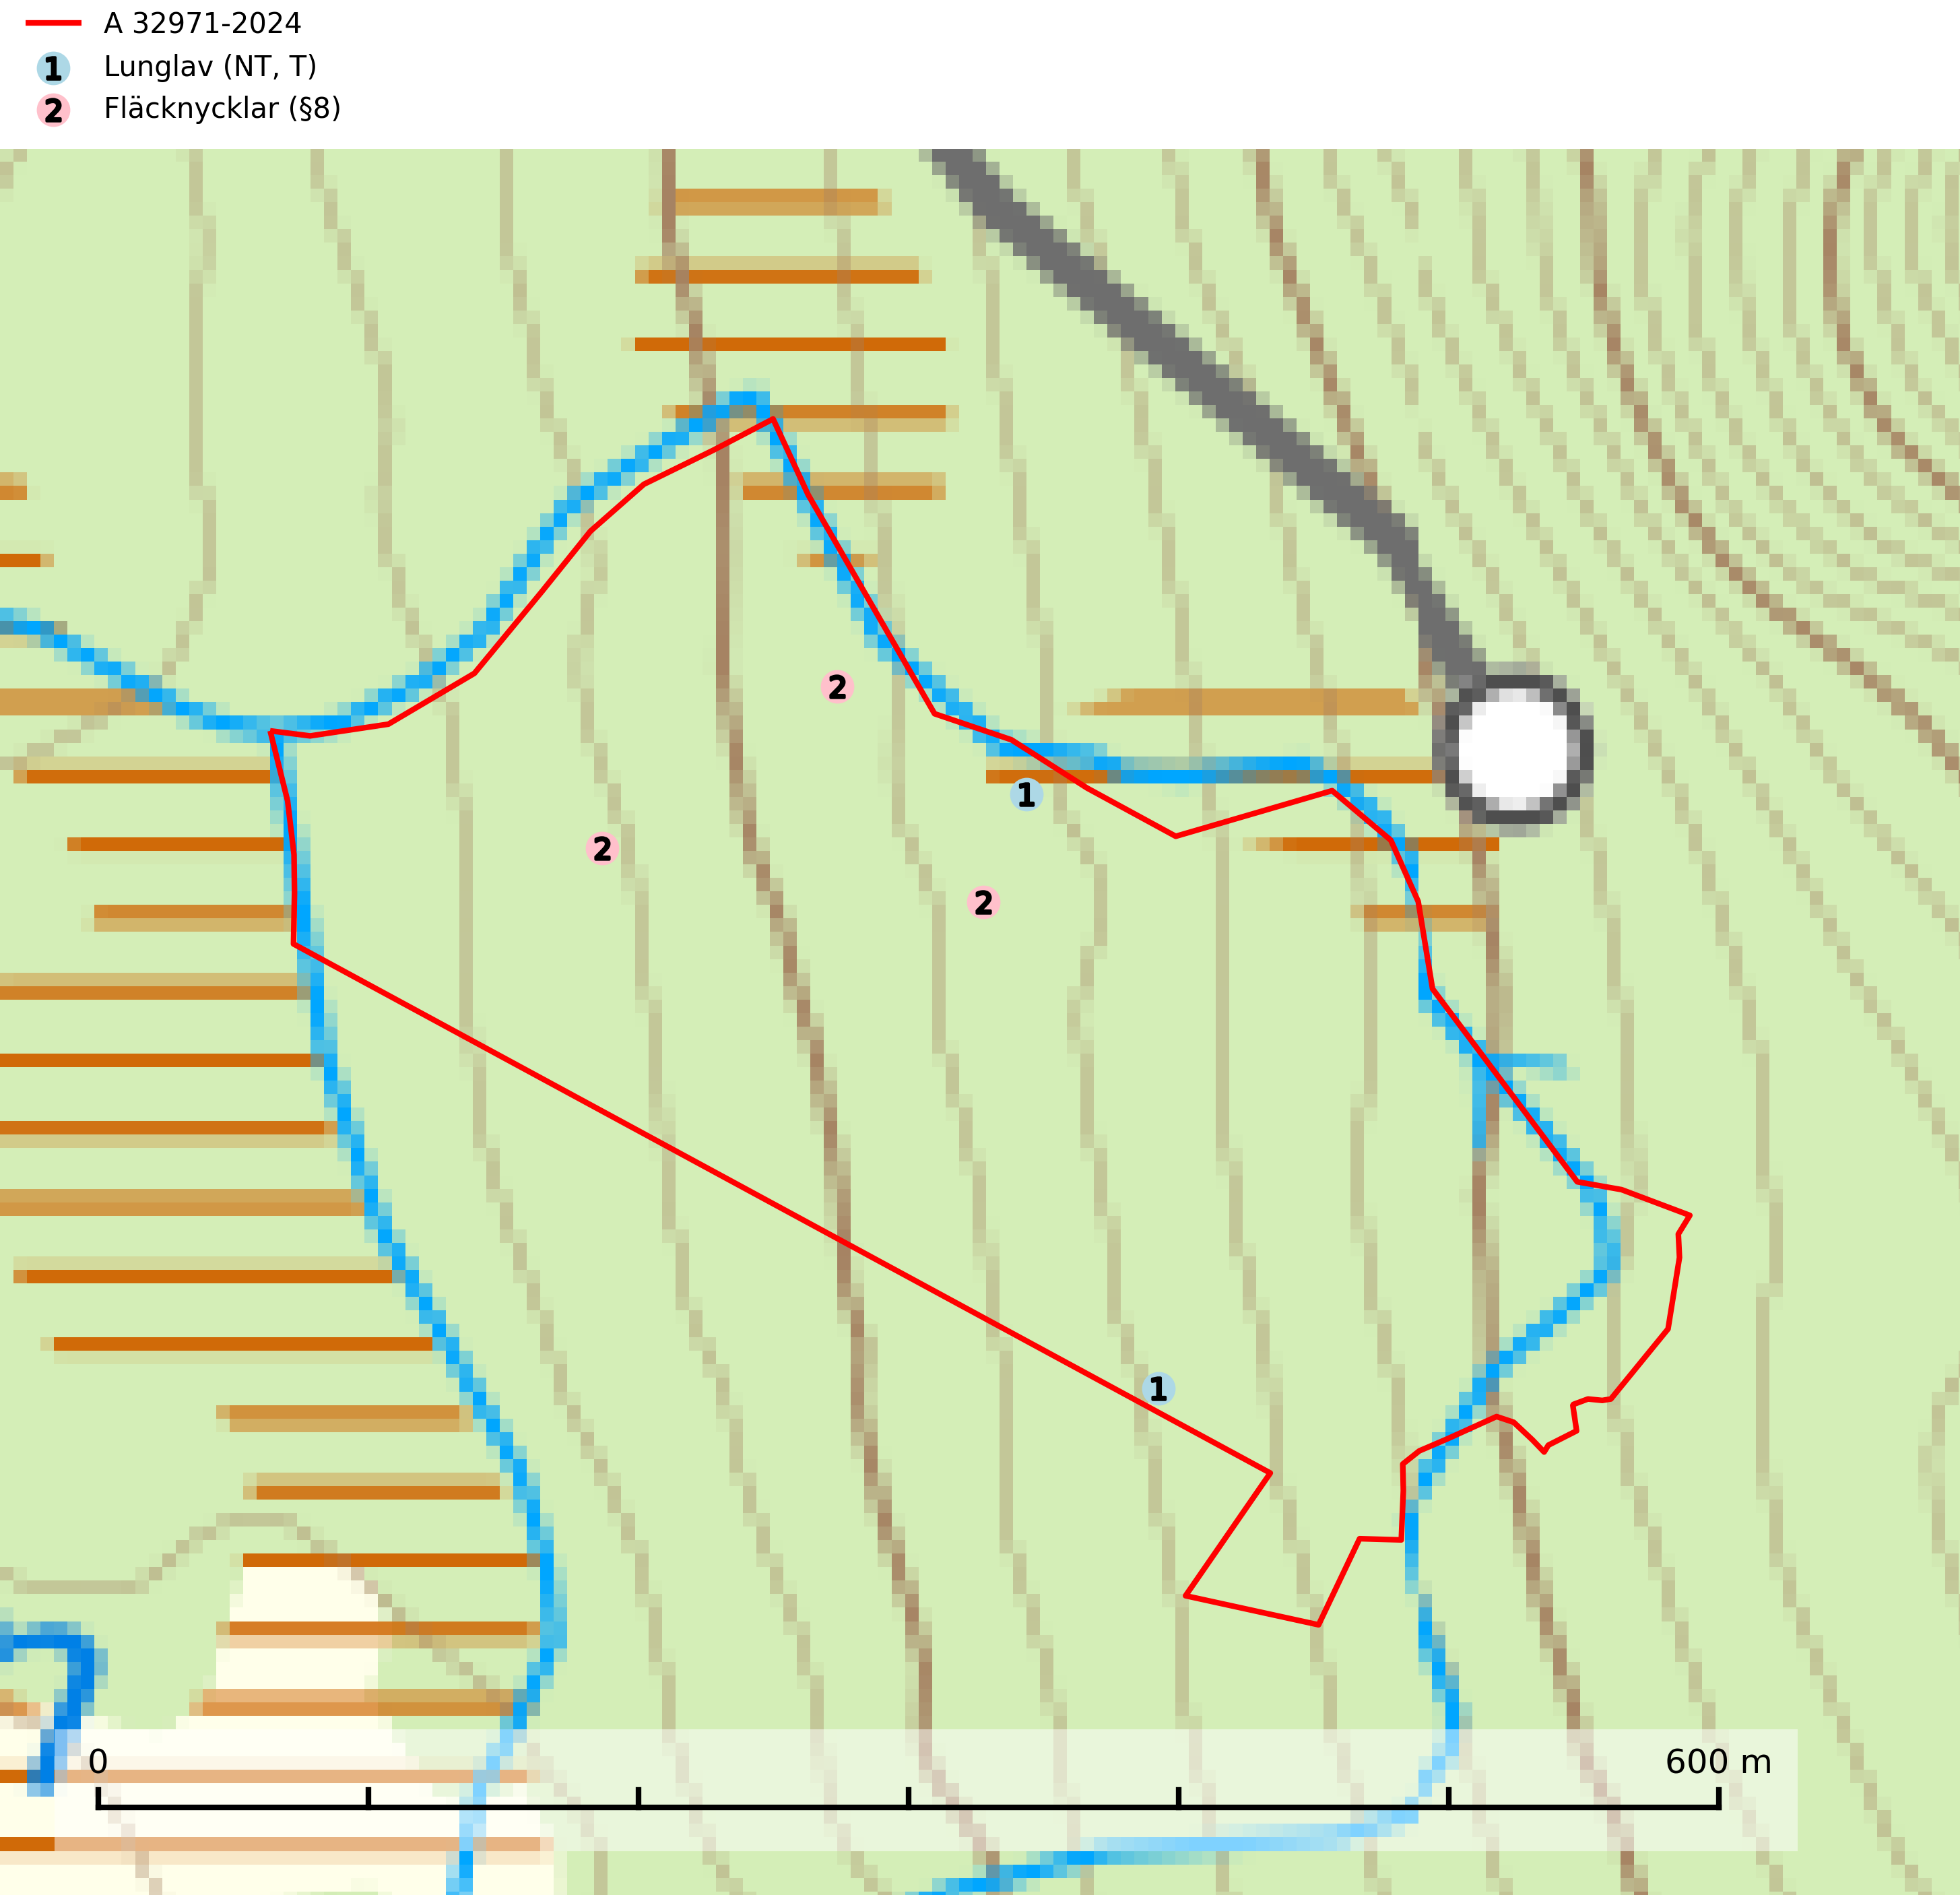 A 32971-2024
1 Lunglav (NT, T)
2 Fläcknycklar (§8)
2
1
2
2
1
0 600 m